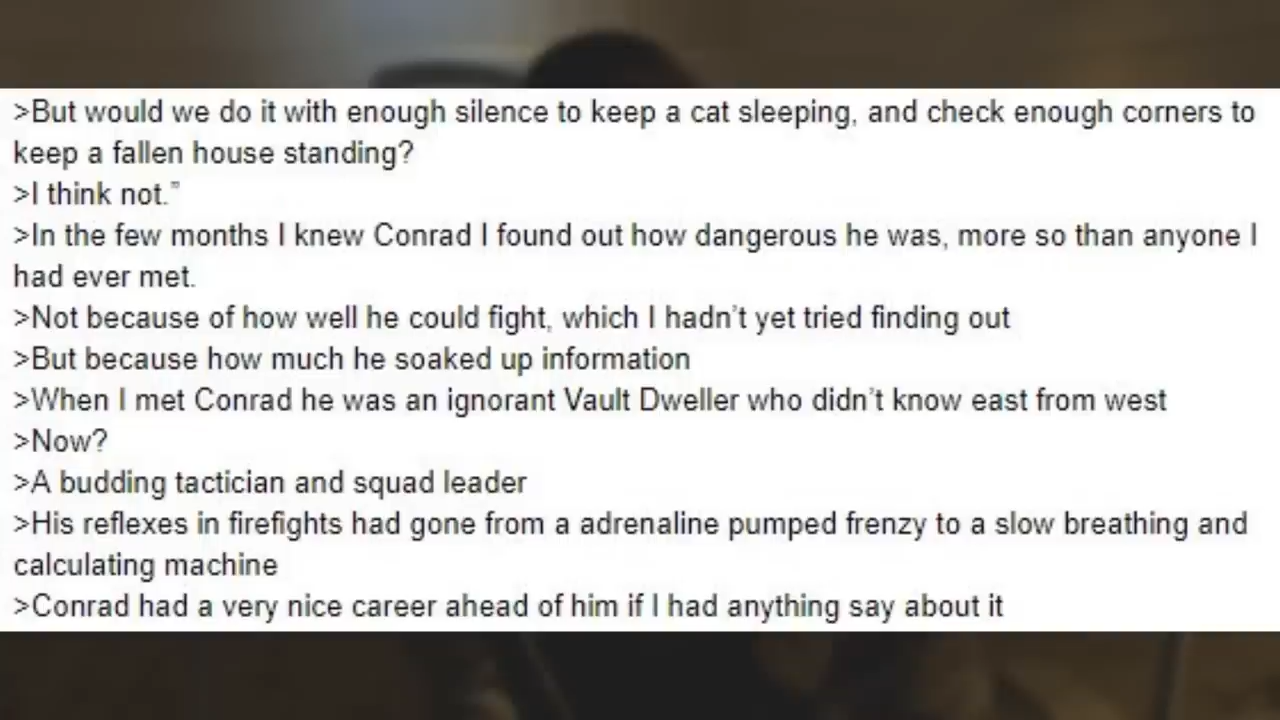 >But would we do it with enough silence to keep a cat sleeping, and check enough corners to
keep a fallen house standing?
>I think not.”
>In the few months I knew Conrad I found out how dangerous he was, more so than anyone I
had ever met.
>Not because of how well he could fight, which I hadn’t yet tried finding out
>But because how much he soaked up information
>When I met Conrad he was an ignorant Vault Dweller who didn’t know east from west
>Now?
>A budding tactician and squad leader
>His reflexes in firefights had gone from a adrenaline pumped frenzy to a slow breathing and
calculating machine
>Conrad had a very nice career ahead of him if I had anything say about it